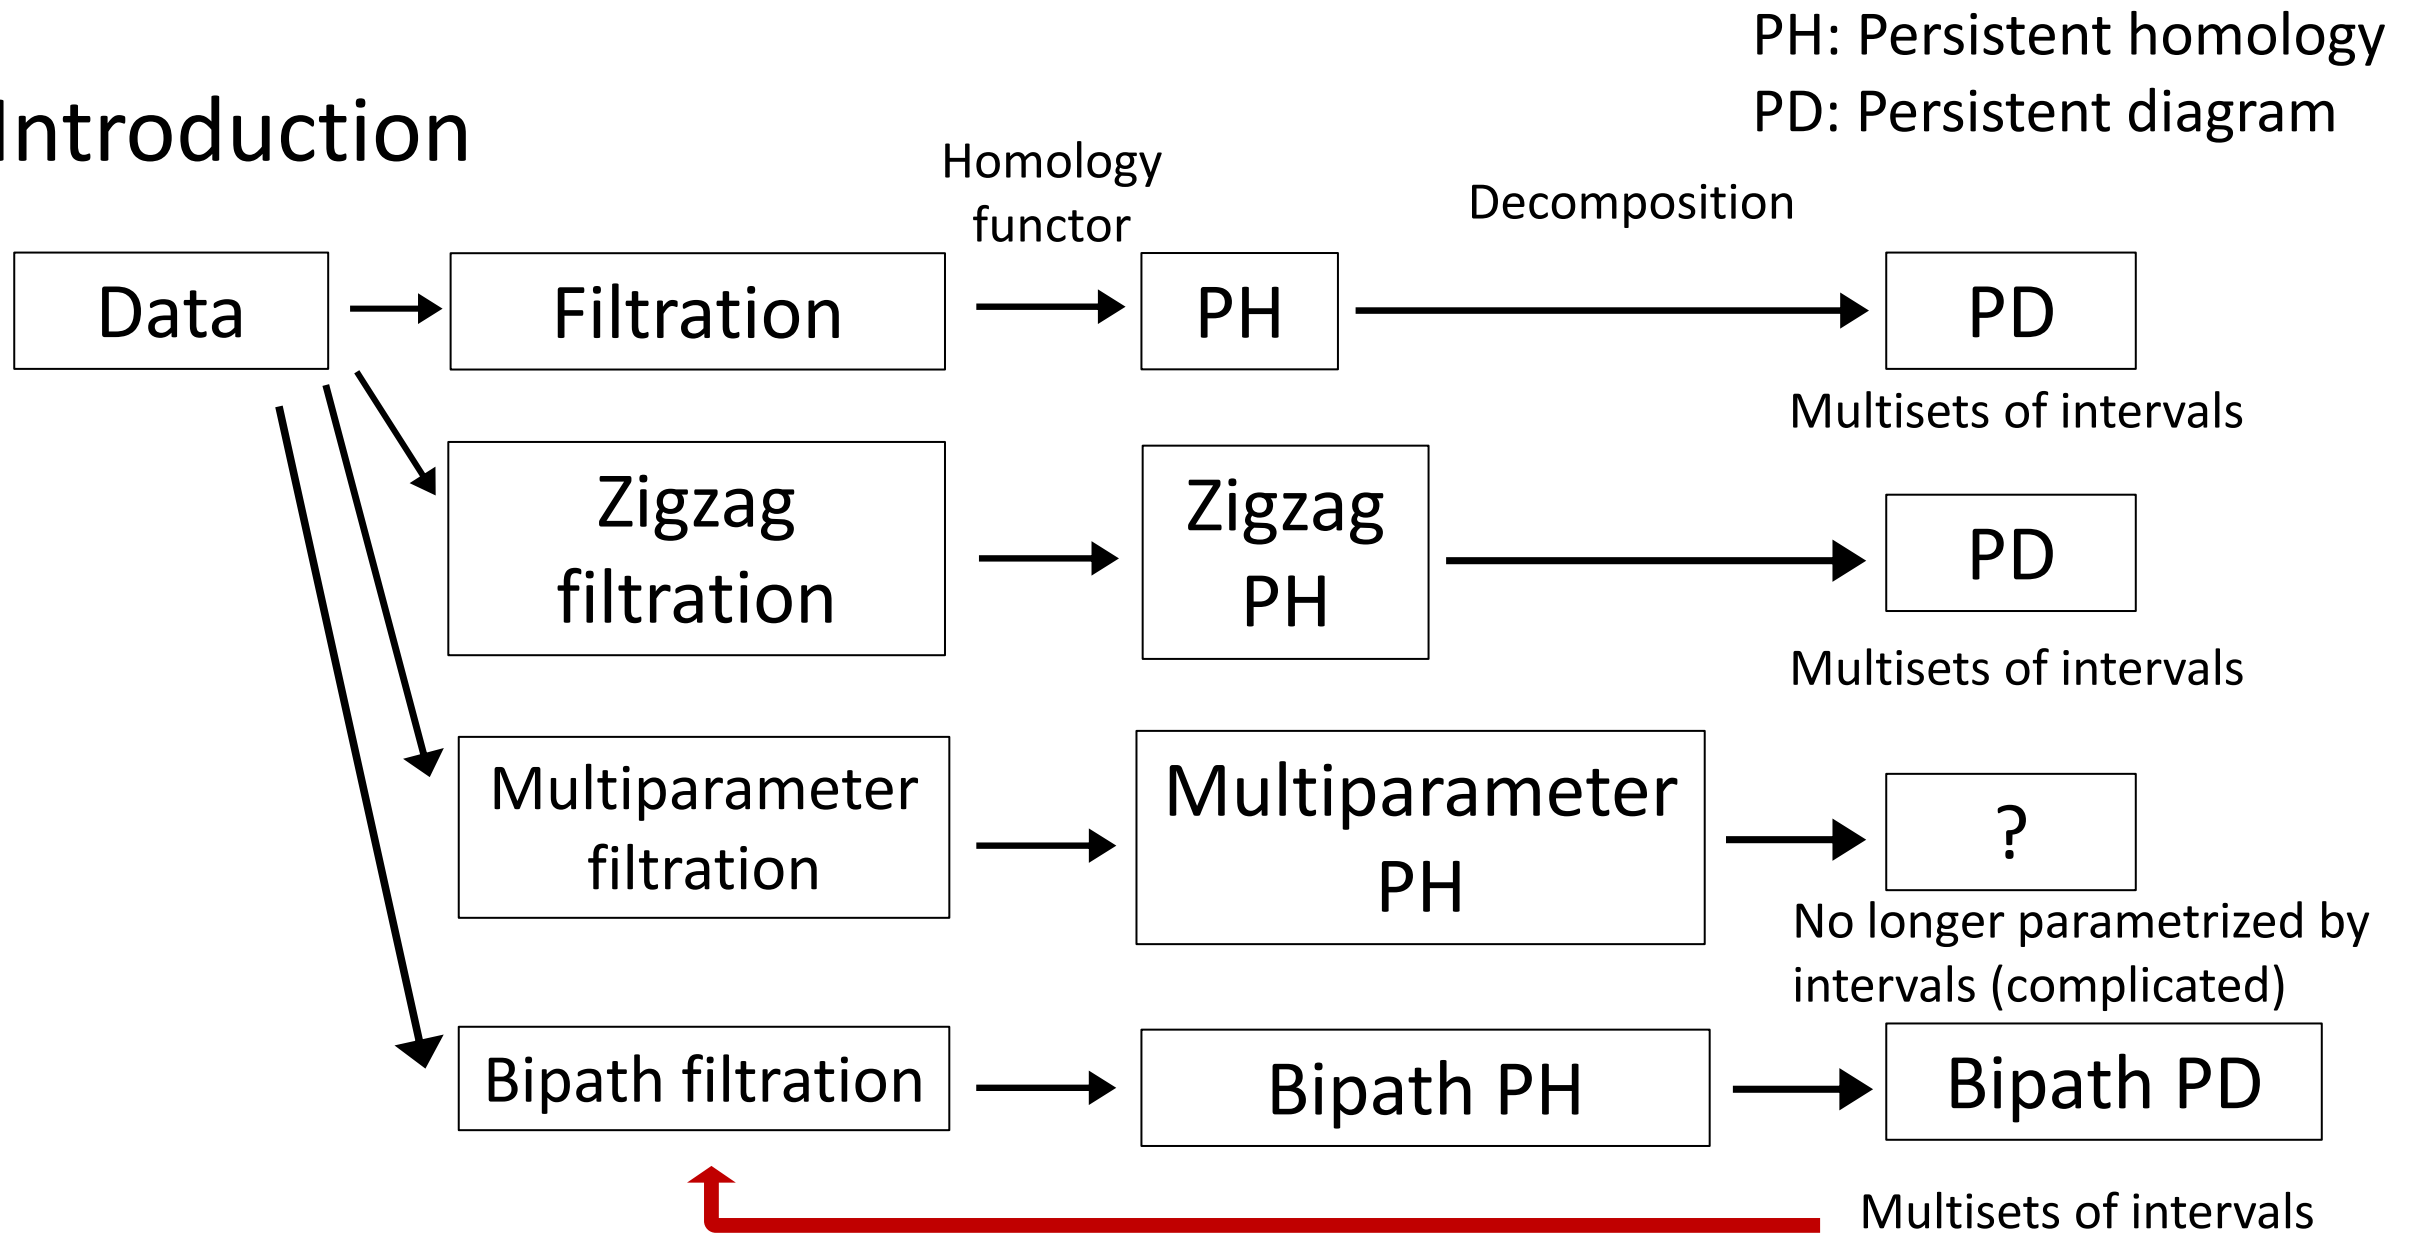 PH: Persistent homology
PD: Persistent diagram
Introduction
Homology
functor
Decomposition
Data
Filtration
PH
PD
Multisets of intervals
Zigzag
filtration
Zigzag
PH
PD
Multisets of intervals
Multiparameter
filtration
Multiparameter
PH
?
No longer parametrized by
intervals (complicated)
Bipath filtration
Bipath PH
Bipath PD
Multisets of intervals